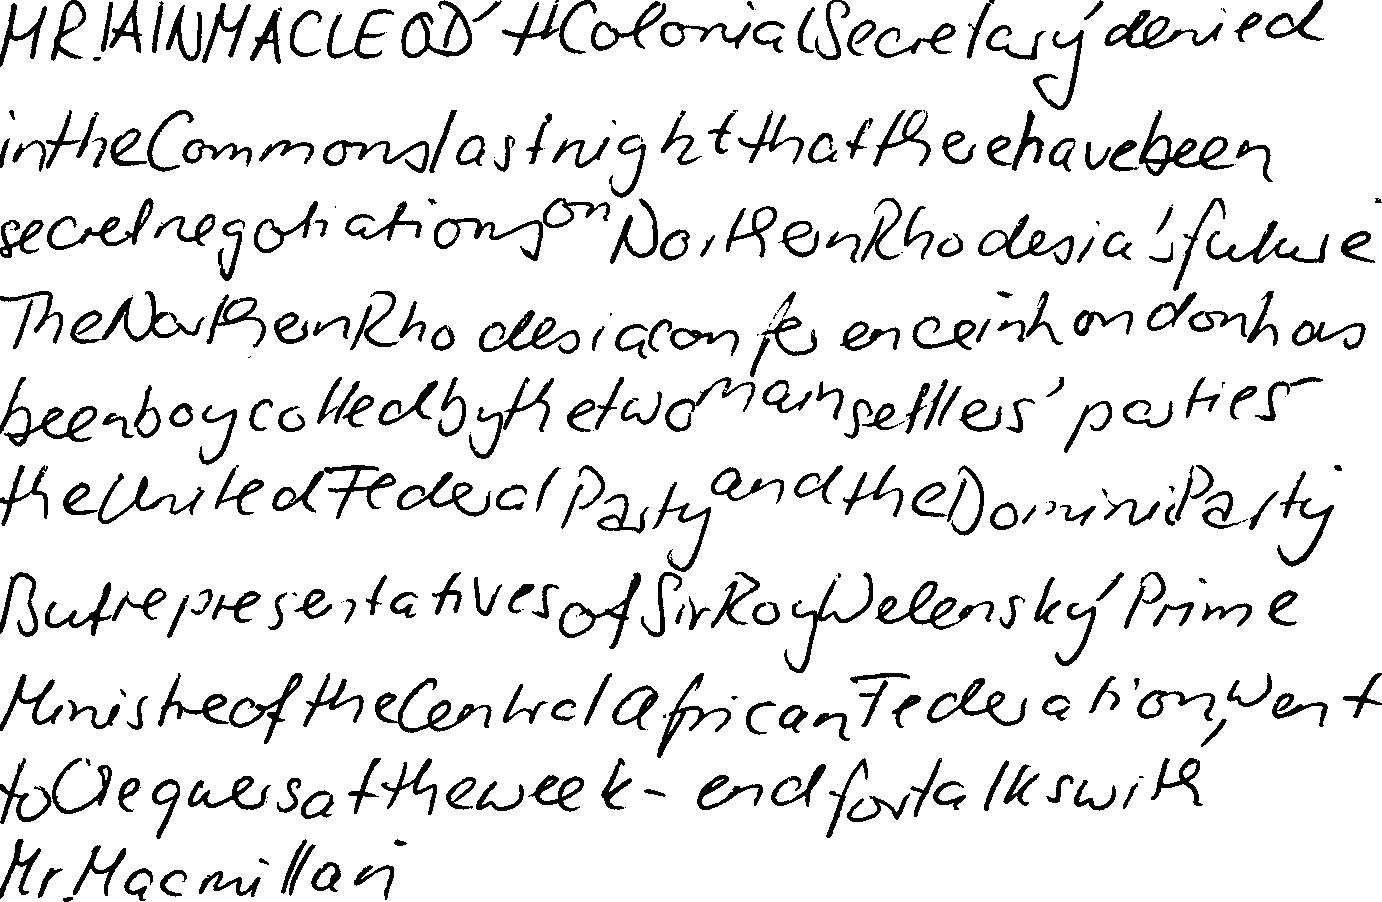 MR. IAIN MACLEOD' tt Colonial Secretary' denied
in the Commons last night that there have been
secret negotiations on Northern Rhodesia's future
The Northern Rhodesia conference in London has
been boycotted by the two main settlers' parties -
the United Federal Party and the Domini Party
But representatives of Sir Roy Welensky' Prime
Ministre of the Central African Federation, went
to Chequers at the week-end for talks with
Mr. Macmillan